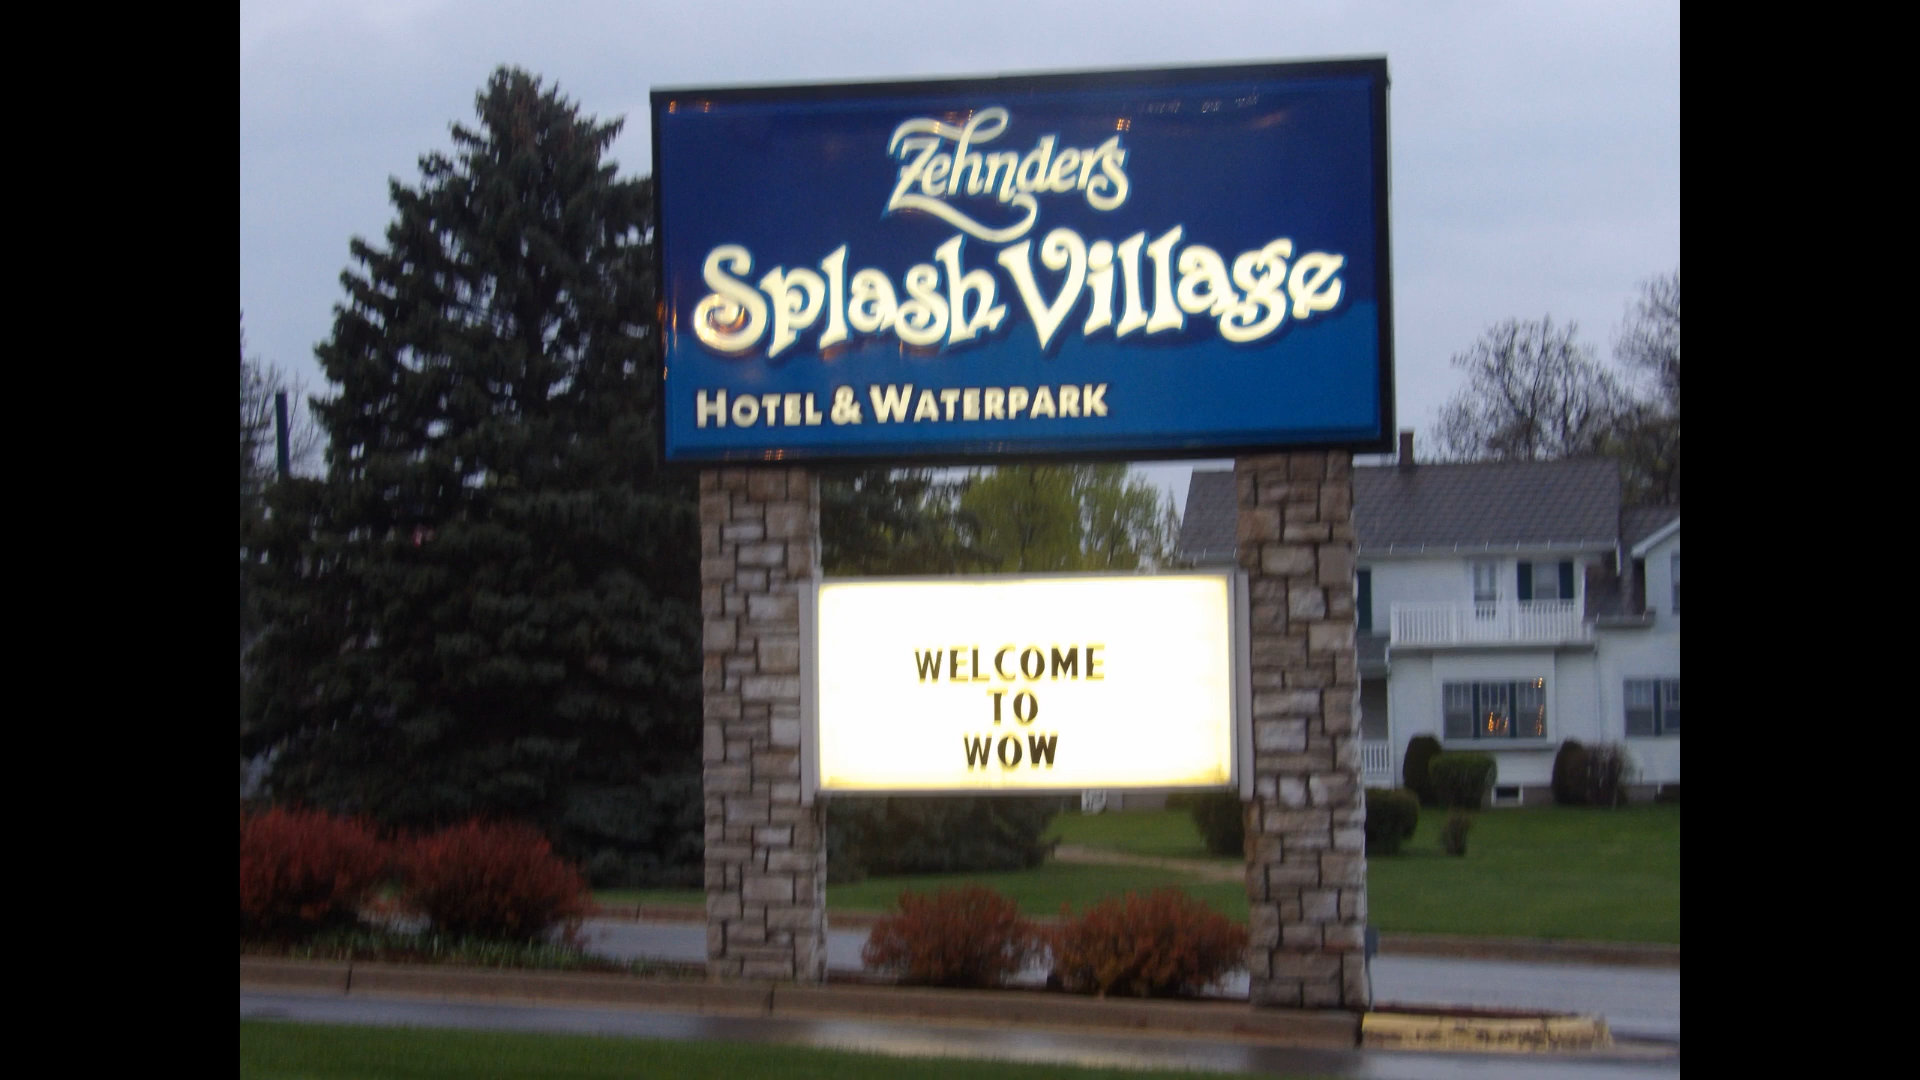 Zehnders
Splash Village
HOTEL & WATERPARK
WELCOME
TO
WOW